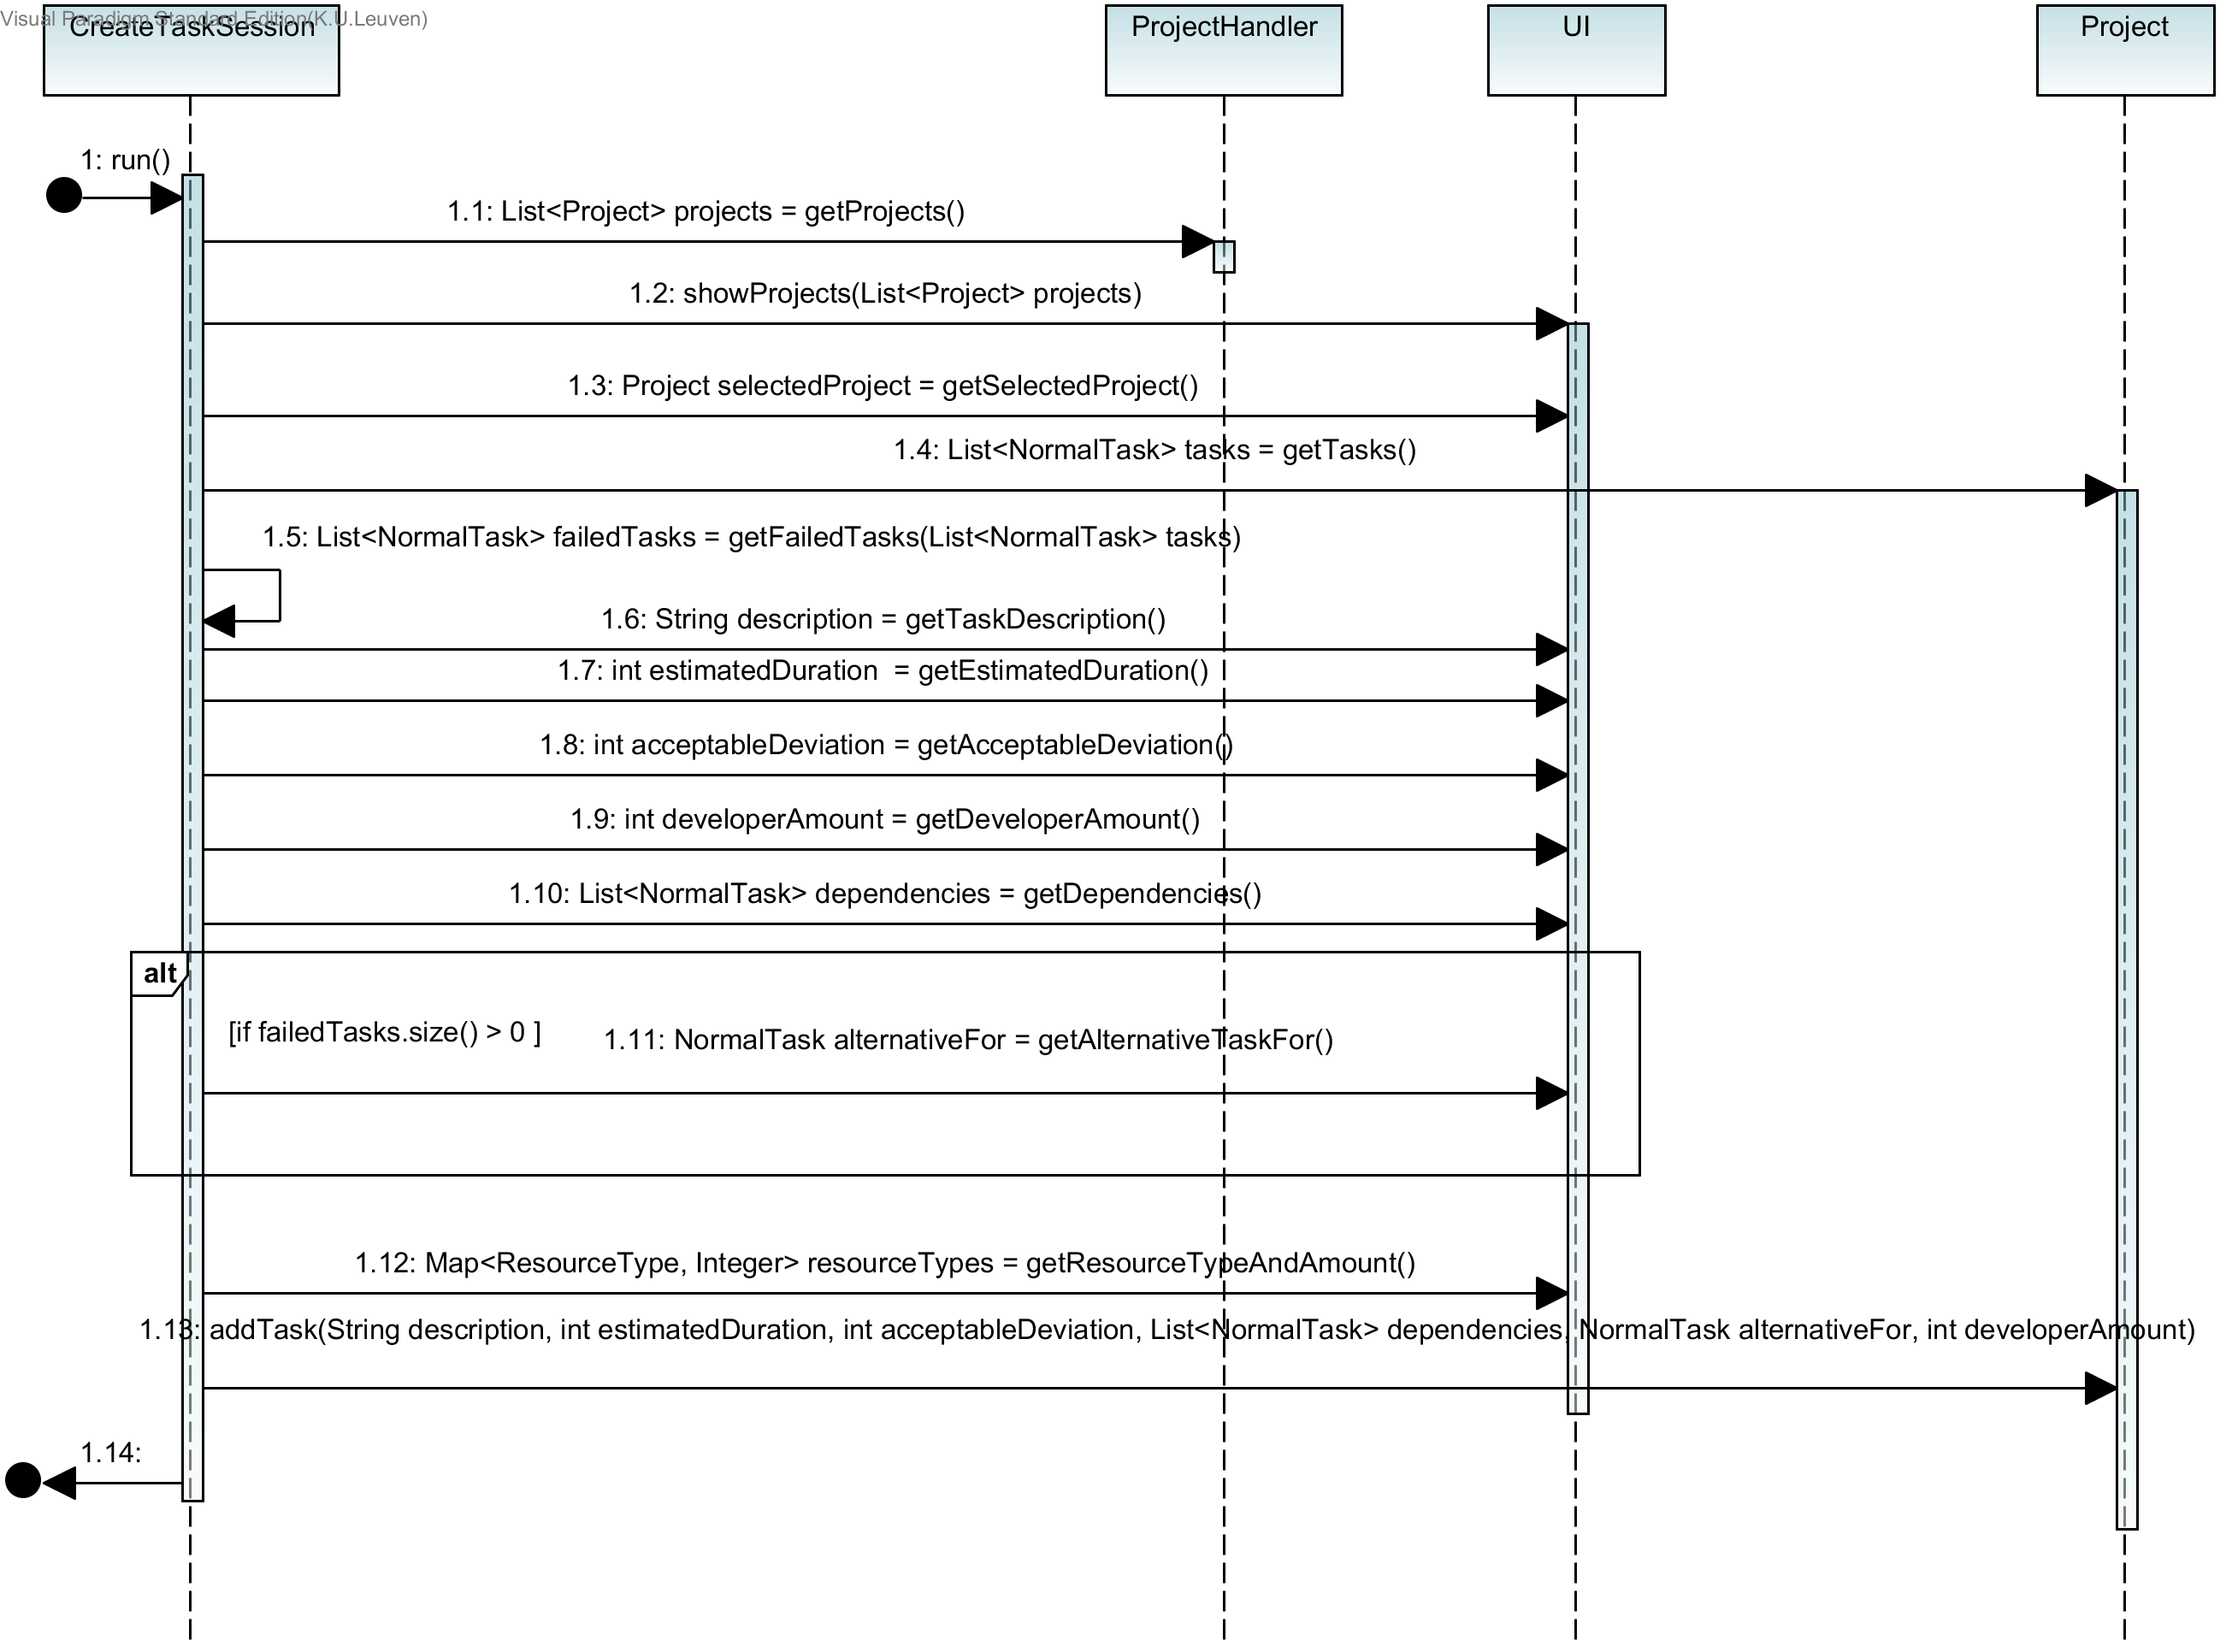 Visual Paradigm Standard Edition(K.U.Leuven)
CreateTaskSession
ProjectHandler
UI
Project
1: run()
1.1: List<Project> projects = getProjects()
1.2: showProjects(List<Project> projects)
1.3: Project selectedProject = getSelectedProject()
1.4: List<NormalTask> tasks = getTasks()
1.5: List<NormalTask> failedTasks = getFailedTasks(List<NormalTask> tasks)
1.6: String description = getTaskDescription()
1.7: int estimatedDuration  = getEstimatedDuration()
1.8: int acceptableDeviation = getAcceptableDeviation()
1.9: int developerAmount = getDeveloperAmount()
1.10: List<NormalTask> dependencies = getDependencies()
alt
[if failedTasks.size() > 0 ]
1.11: NormalTask alternativeFor = getAlternativeTaskFor()
1.12: Map<ResourceType, Integer> resourceTypes = getResourceTypeAndAmount()
1.13: addTask(String description, int estimatedDuration, int acceptableDeviation, List<NormalTask> dependencies, NormalTask alternativeFor, int developerAmount)
1.14: